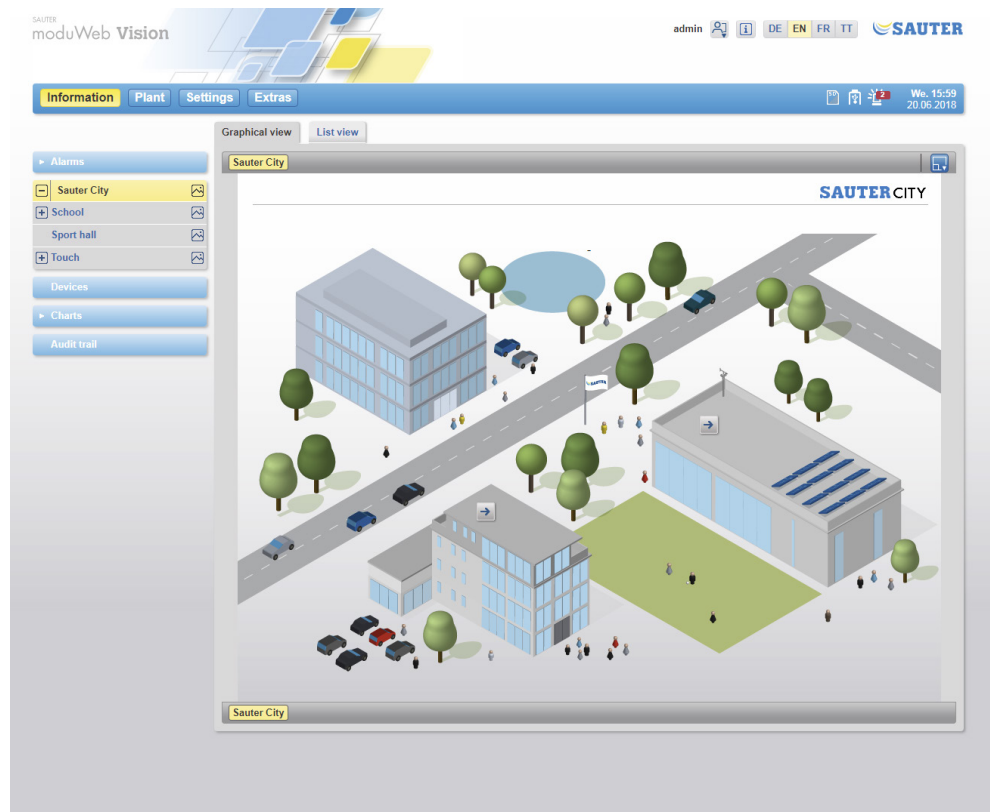 SAUTER
moduWeb Vision
admin DE EN FR TT SAUTER
Information Plant Settings Extras
2 We. 15:59
20.06.2018
Graphical view List view
Alarms
Sauter City
School
Sport hall
Touch
Devices
Charts
Audit trail
Sauter City
SAUTER CITY
SAUTER
Sauter City